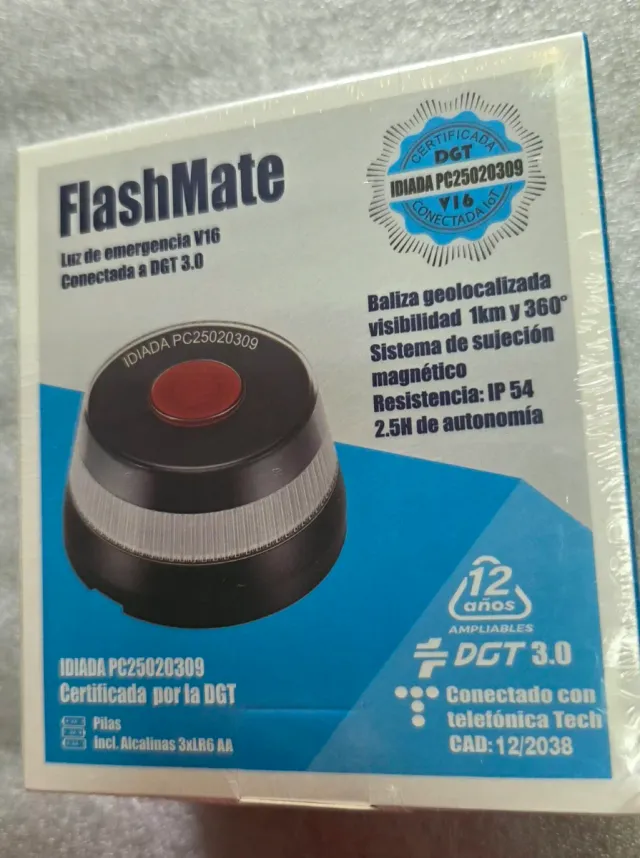 FlashMate
Luz de emergencia V16
Conectada a DGT 3.0
CERTIFICADA
DGT
IDIADA PC25020309
V16
CONECTADA IoT
Baliza geolocalizada
visibilidad 1km y 360°
Sistema de sujeción
magnético
Resistencia: IP 54
2.5H de autonomía
IDIADA PC25020309
12
años
AMPLIABLES
DGT 3.0
Conectado con
telefónica Tech
CAD: 12/2038
IDIADA PC25020309
Certificada por la DGT
Pilas
incl. Alcalinas 3xLR6 AA